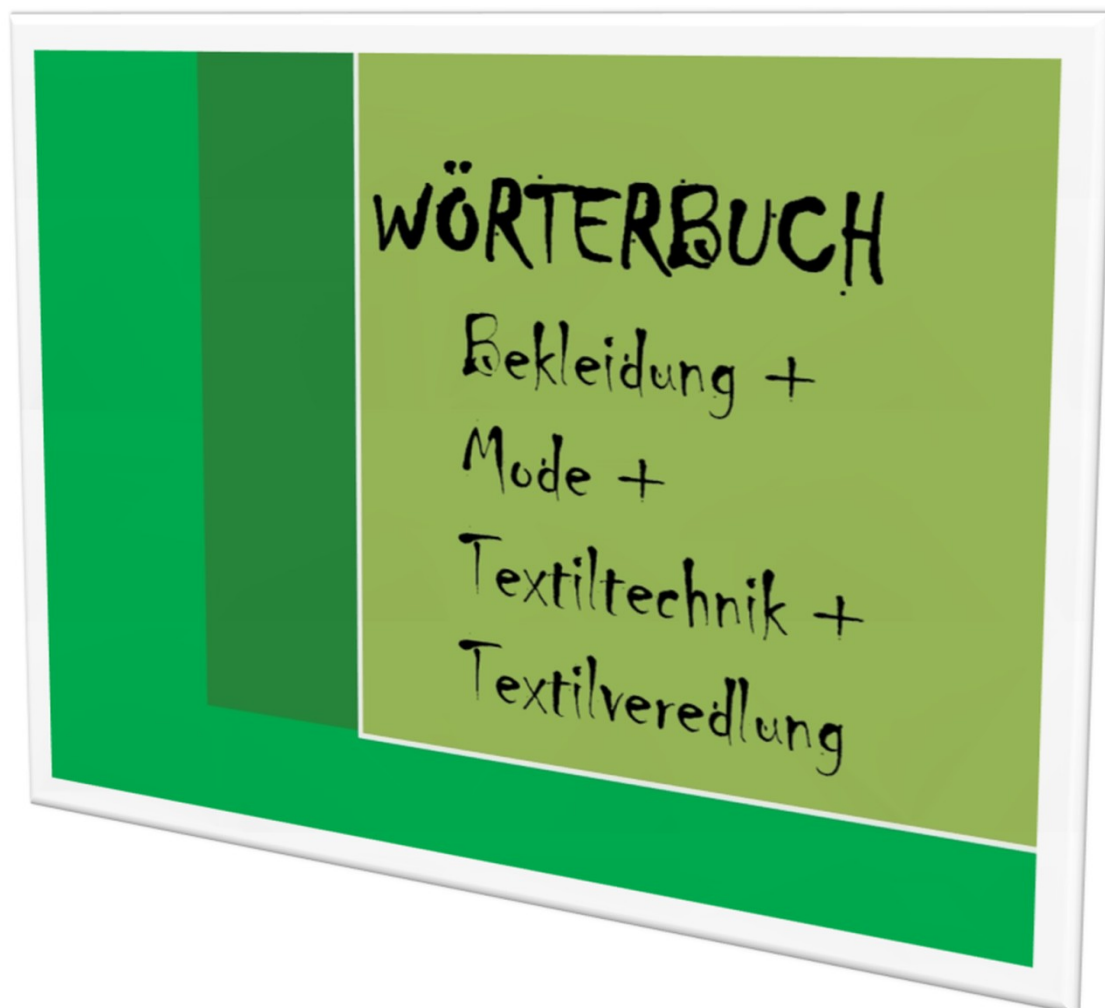 WÖRTERBUCH
Bekleidung +
Mode +
Textiltechnik +
Textilveredlung